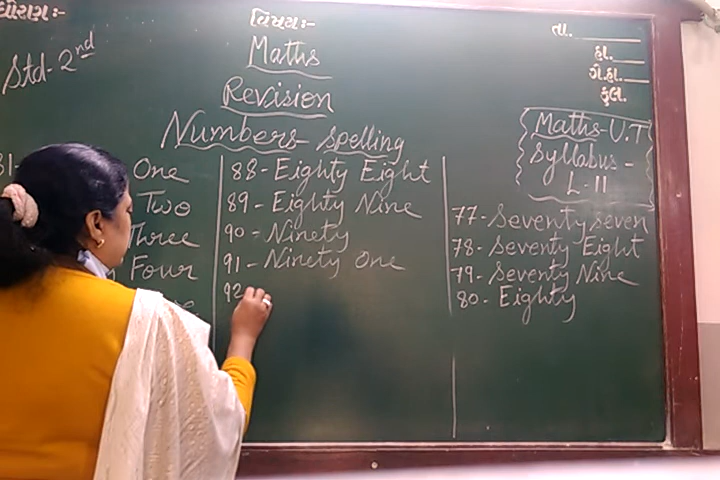 ધોરણઃ-
વિષયઃ-
તા.
હા.
ગે.હા.
કુલ.
Std-2nd
Maths
Revision
Numbers-spelling
Maths-U.T
Syllabus-
L-11
One
Two
Three
Four
88-Eighty Eight
89-Eighty Nine
90-Ninety
91-Ninety One
92
77-Seventy seven
78-Seventy Eight
79-Seventy Nine
80-Eighty